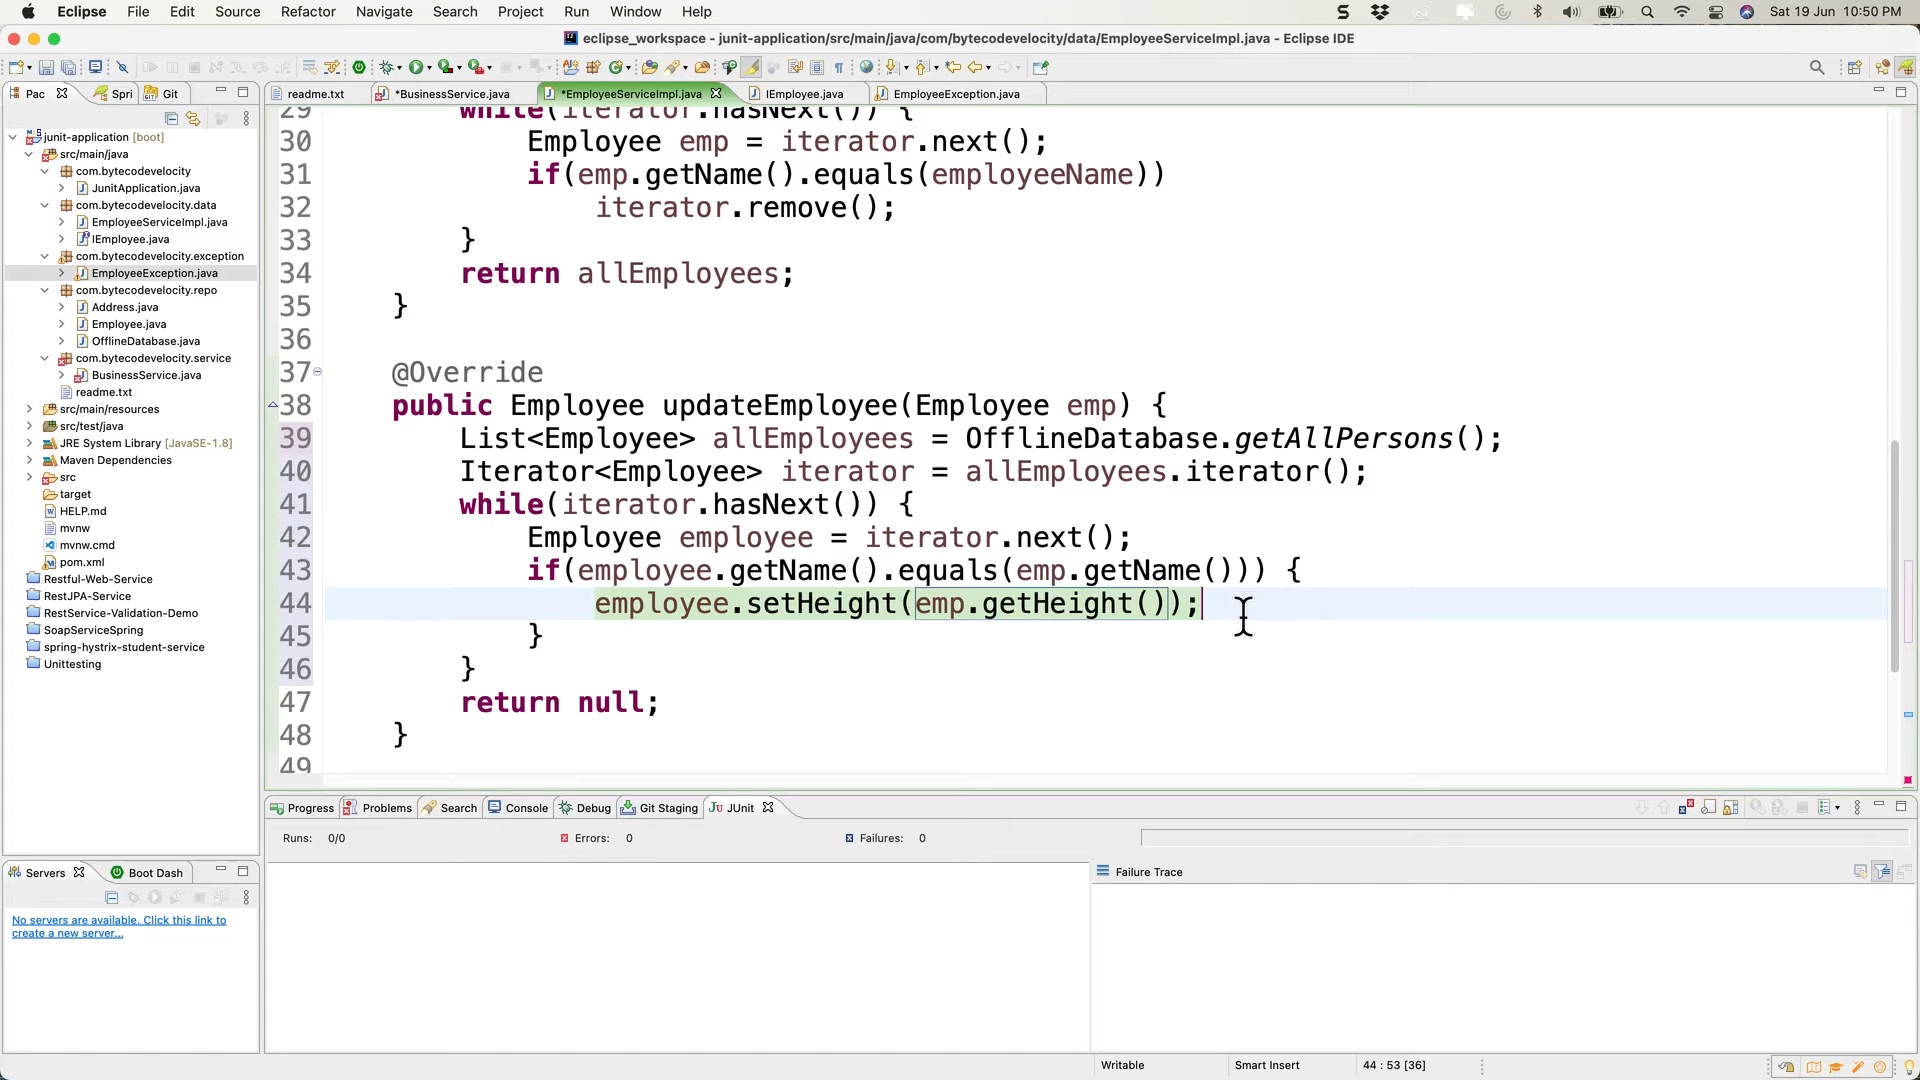 Eclipse File Edit Source Refactor Navigate Search Project Run Window Help Sat 19 Jun 10:50 PM
eclipse_workspace - junit-application/src/main/java/com/bytecodevelocity/data/EmployeeServiceImpl.java - Eclipse IDE
Pac Spri Git
readme.txt *BusinessService.java *EmployeeServiceImpl.java IEmployee.java EmployeeException.java
junit-application [boot]
src/main/java
com.bytecodevelocity
JunitApplication.java
com.bytecodevelocity.data
EmployeeServiceImpl.java
IEmployee.java
com.bytecodevelocity.exception
EmployeeException.java
com.bytecodevelocity.repo
Address.java
Employee.java
OfflineDatabase.java
com.bytecodevelocity.service
BusinessService.java
readme.txt
src/main/resources
src/test/java
JRE System Library [JavaSE-1.8]
Maven Dependencies
src
target
HELP.md
mvnw
mvnw.cmd
pom.xml
Restful-Web-Service
RestJPA-Service
RestService-Validation-Demo
SoapServiceSpring
spring-hystrix-student-service
Unittesting
29 while(iterator.hasNext()) {
30 Employee emp = iterator.next();
31 if(emp.getName().equals(employeeName))
32 iterator.remove();
33 }
34 return allEmployees;
35 }
36
37 @Override
38 public Employee updateEmployee(Employee emp) {
39 List<Employee> allEmployees = OfflineDatabase.getAllPersons();
40 Iterator<Employee> iterator = allEmployees.iterator();
41 while(iterator.hasNext()) {
42 Employee employee = iterator.next();
43 if(employee.getName().equals(emp.getName())) {
44 employee.setHeight(emp.getHeight());
45 }
46 }
47 return null;
48 }
49
Progress Problems Search Console Debug Git Staging JUnit
Runs: 0/0 Errors: 0 Failures: 0
Failure Trace
Servers Boot Dash
No servers are available. Click this link to
create a new server...
Writable Smart Insert 44 : 53 [36]